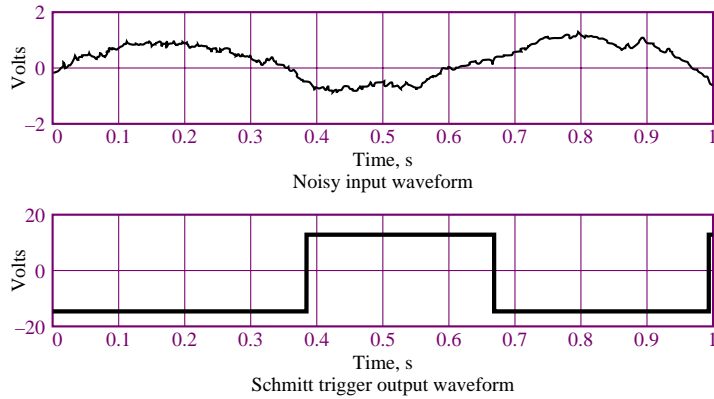 2
0
−2
Volts
0 0.1 0.2 0.3 0.4 0.5 0.6 0.7 0.8 0.9 1
Time, s
Noisy input waveform
20
0
−20
Volts
0 0.1 0.2 0.3 0.4 0.5 0.6 0.7 0.8 0.9 1
Time, s
Schmitt trigger output waveform